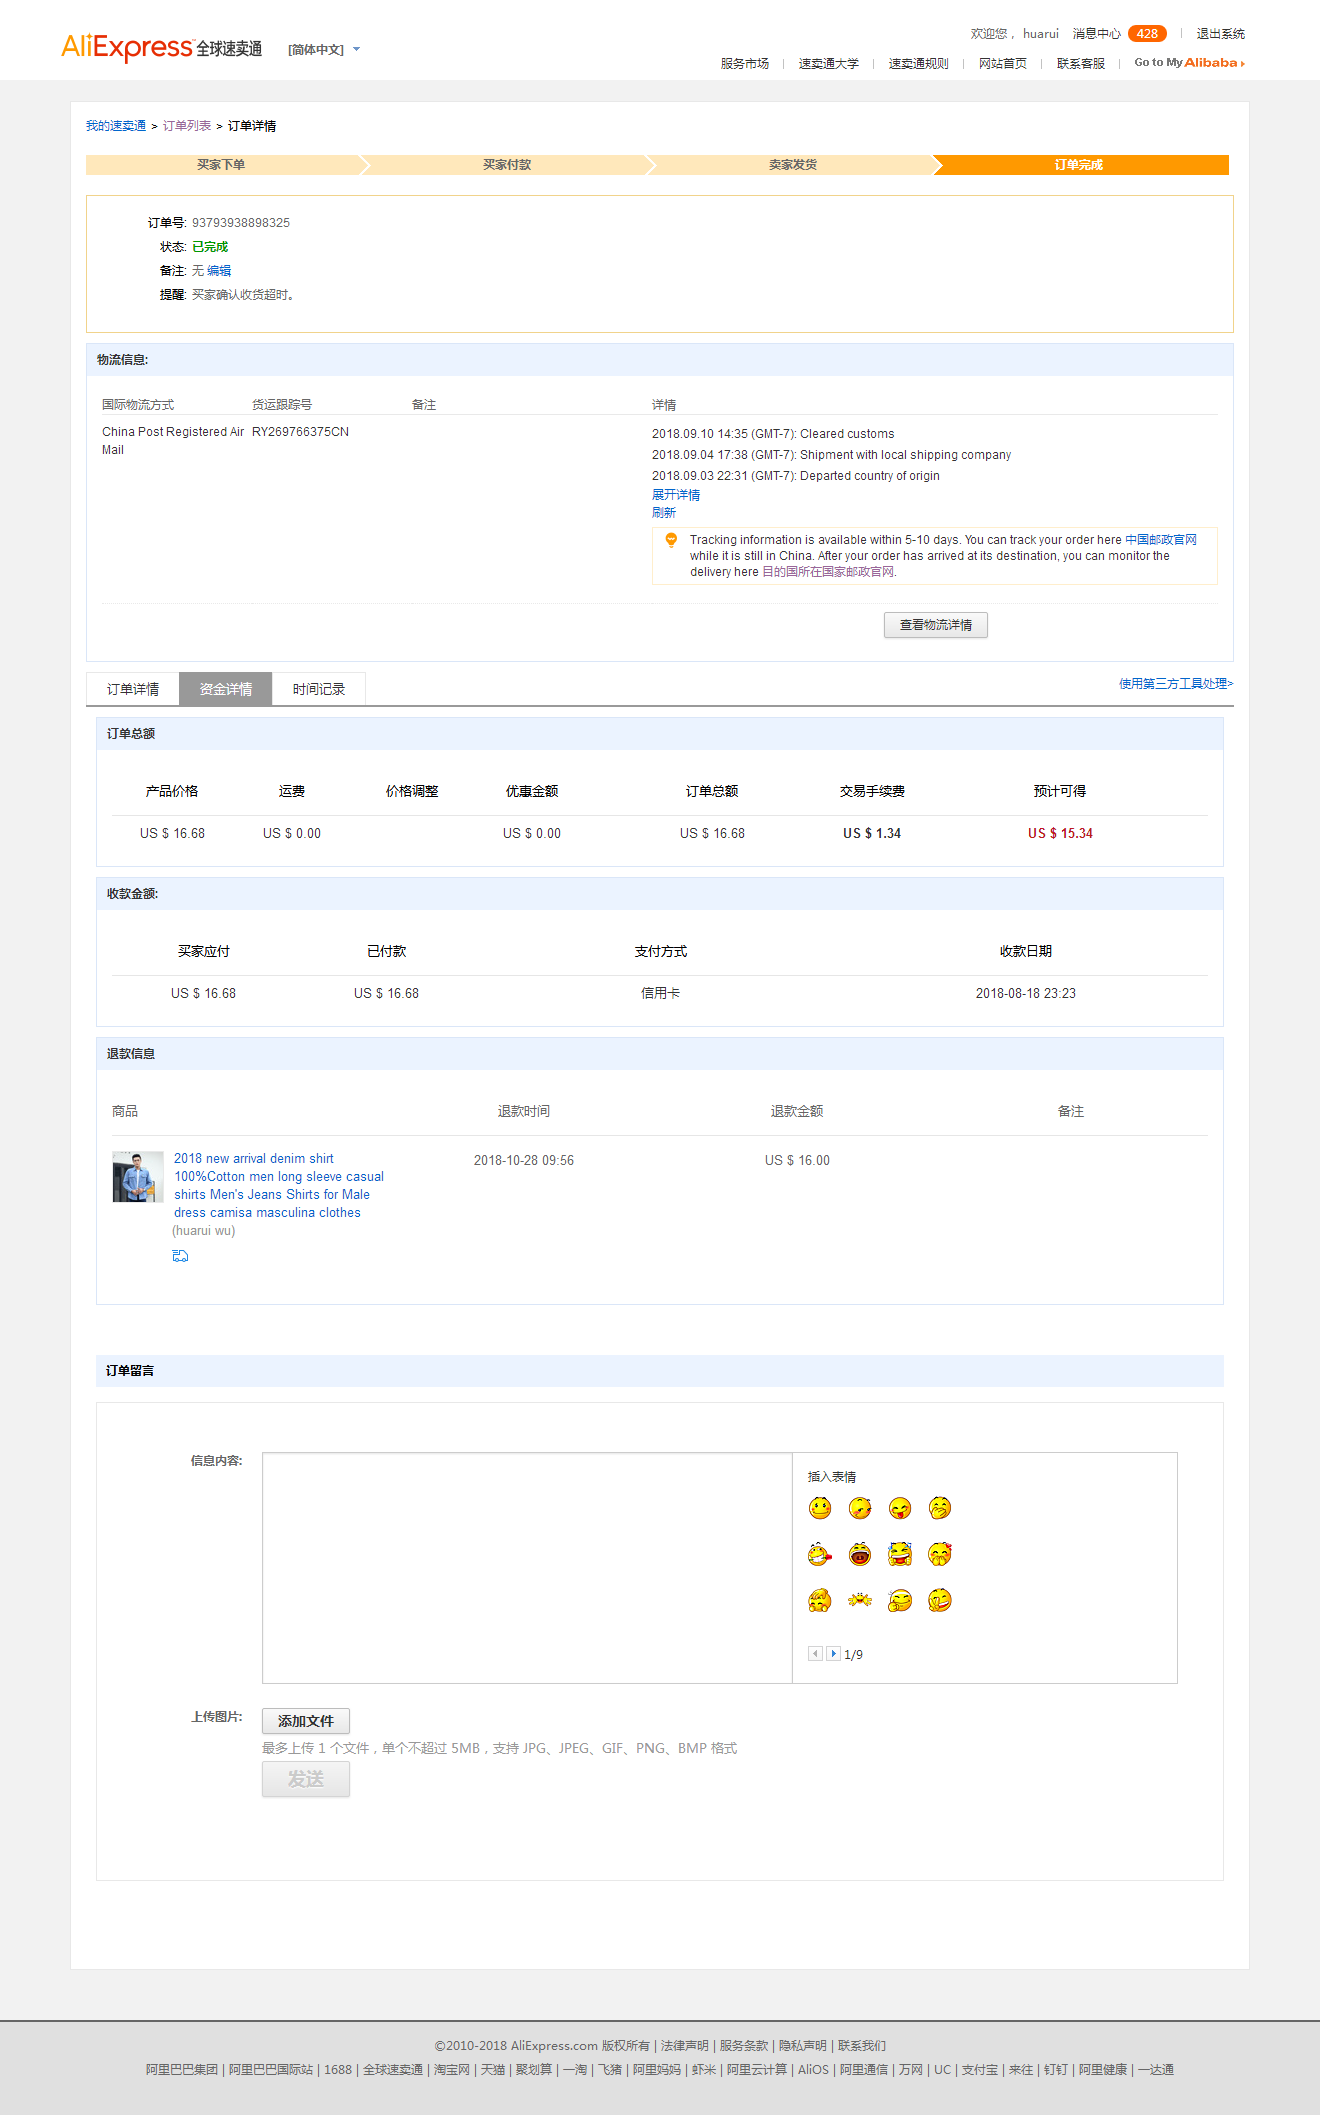 AliExpress™ 全球速卖通 [简体中文]
欢迎您， huarui 消息中心 428 | 退出系统
服务市场 | 速卖通大学 | 速卖通规则 | 网站首页 | 联系客服 | Go to My Alibaba
我的速卖通 > 订单列表 > 订单详情
买家下单 买家付款 卖家发货 订单完成
订单号: 93793938898325
状态: 已完成
备注: 无 编辑
提醒: 买家确认收货超时。
物流信息:
国际物流方式 货运跟踪号 备注 详情
China Post Registered Air Mail RY269766375CN
2018.09.10 14:35 (GMT-7): Cleared customs
2018.09.04 17:38 (GMT-7): Shipment with local shipping company
2018.09.03 22:31 (GMT-7): Departed country of origin
展开详情
刷新
Tracking information is available within 5-10 days. You can track your order here 中国邮政官网
while it is still in China. After your order has arrived at its destination, you can monitor the
delivery here 目的国所在国家邮政官网.
查看物流详情
订单详情 资金详情 时间记录 使用第三方工具处理>
订单总额
产品价格 运费 价格调整 优惠金额 订单总额 交易手续费 预计可得
US $ 16.68 US $ 0.00 US $ 0.00 US $ 16.68 US $ 1.34 US $ 15.34
收款金额:
买家应付 已付款 支付方式 收款日期
US $ 16.68 US $ 16.68 信用卡 2018-08-18 23:23
退款信息
商品 退款时间 退款金额 备注
2018 new arrival denim shirt 2018-10-28 09:56 US $ 16.00
100%Cotton men long sleeve casual
shirts Men's Jeans Shirts for Male
dress camisa masculina clothes
(huarui wu)
订单留言
信息内容:
插入表情
1/9
上传图片: 添加文件
最多上传 1 个文件，单个不超过 5MB，支持 JPG、JPEG、GIF、PNG、BMP 格式
发送
©2010-2018 AliExpress.com 版权所有 | 法律声明 | 服务条款 | 隐私声明 | 联系我们
阿里巴巴集团 | 阿里巴巴国际站 | 1688 | 全球速卖通 | 淘宝网 | 天猫 | 聚划算 | 一淘 | 飞猪 | 阿里妈妈 | 虾米 | 阿里云计算 | AliOS | 阿里通信 | 万网 | UC | 支付宝 | 来往 | 钉钉 | 阿里健康 | 一达通